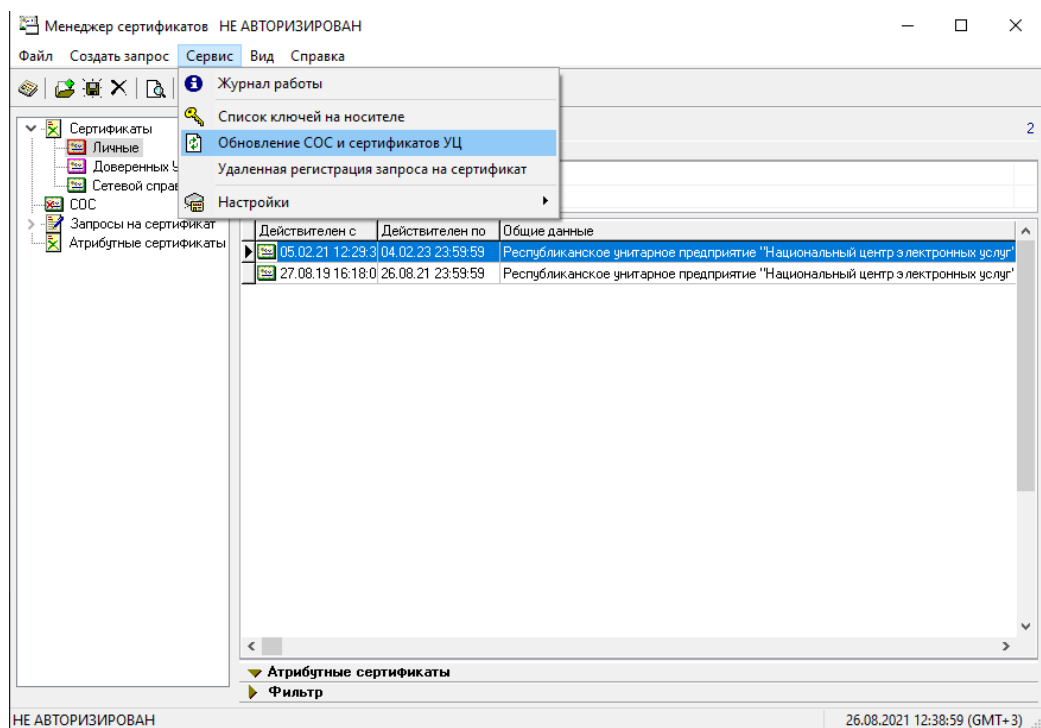 Менеджер сертификатов НЕ АВТОРИЗИРОВАН
Файл Создать запрос Сервис Вид Справка
Журнал работы
Список ключей на носителе
Обновление СОС и сертификатов УЦ
Удаленная регистрация запроса на сертификат
Настройки
Сертификаты
Личные
Доверенных
Сетевой
СОС
Запросы на сертификат
Атрибутные сертификаты
2
Действителен с Действителен по Общие данные
05.02.21 12:29:3 04.02.23 23:59:59 Республиканское унитарное предприятие "Национальный центр электронных услуг"
27.08.19 16:18:0 26.08.21 23:59:59 Республиканское унитарное предприятие "Национальный центр электронных услуг"
Атрибутные сертификаты
Фильтр
НЕ АВТОРИЗИРОВАН 26.08.2021 12:38:59 (GMT+3)